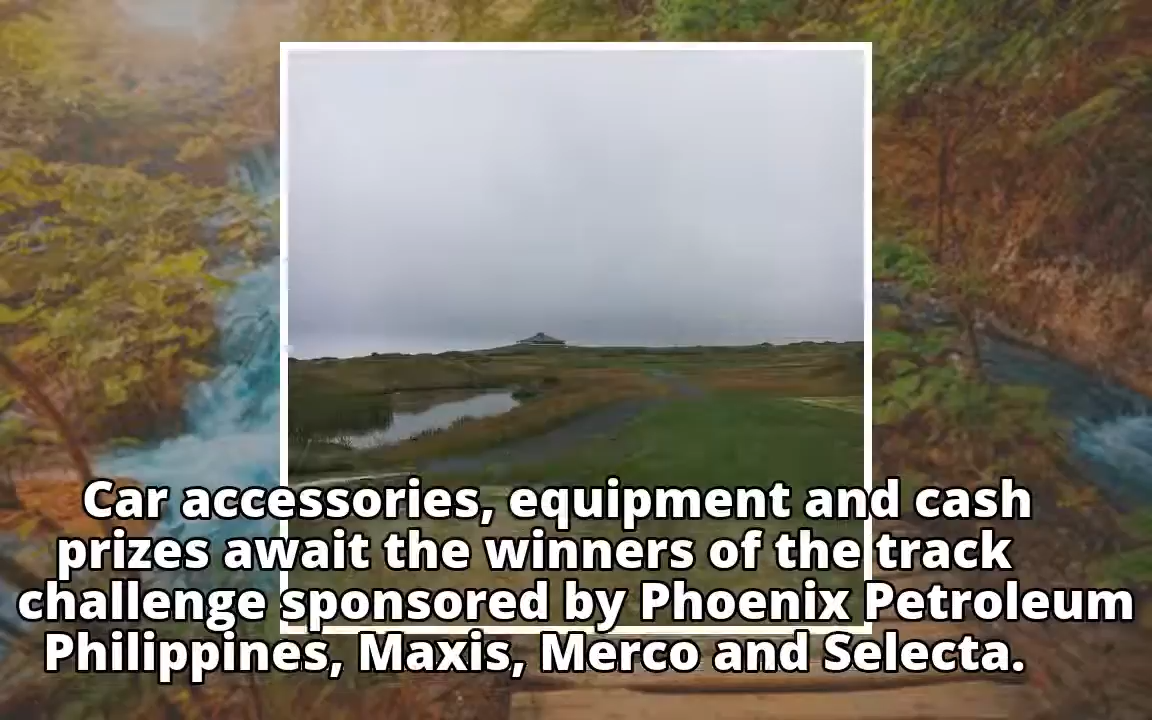 Car accessories, equipment and cash
prizes await the winners of the track
challenge sponsored by Phoenix Petroleum
Philippines, Maxis, Merco and Selecta.